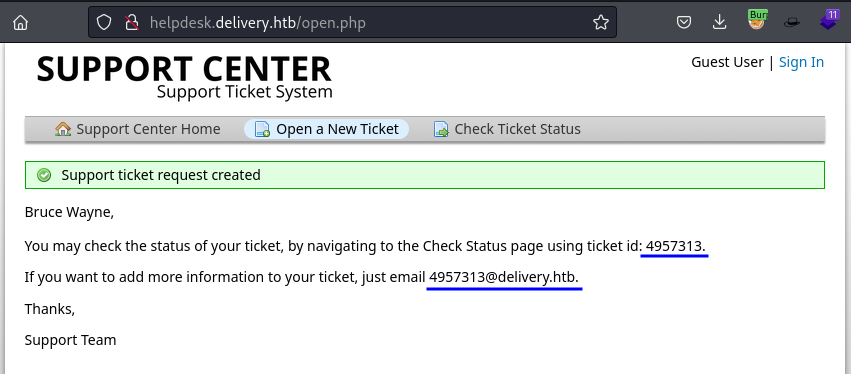 helpdesk.delivery.htb/open.php
Burp
11
SUPPORT CENTER
Support Ticket System
Guest User | Sign In
Support Center Home Open a New Ticket Check Ticket Status
Support ticket request created
Bruce Wayne,
You may check the status of your ticket, by navigating to the Check Status page using ticket id: 4957313.
If you want to add more information to your ticket, just email 4957313@delivery.htb.
Thanks,
Support Team